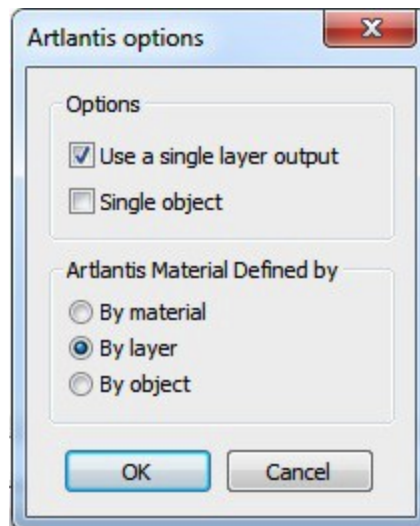 Artlantis options
Options
Use a single layer output
Single object
Artlantis Material Defined by
By material
By layer
By object
OK Cancel